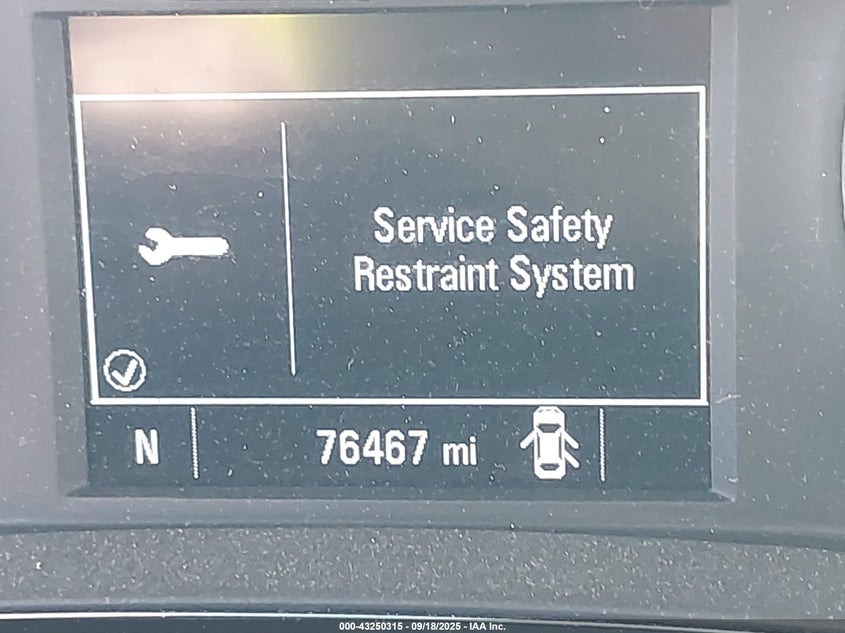 Service Safety
Restraint System
N
76467 mi
000-43250315 - 09/18/2025 - IAA Inc.